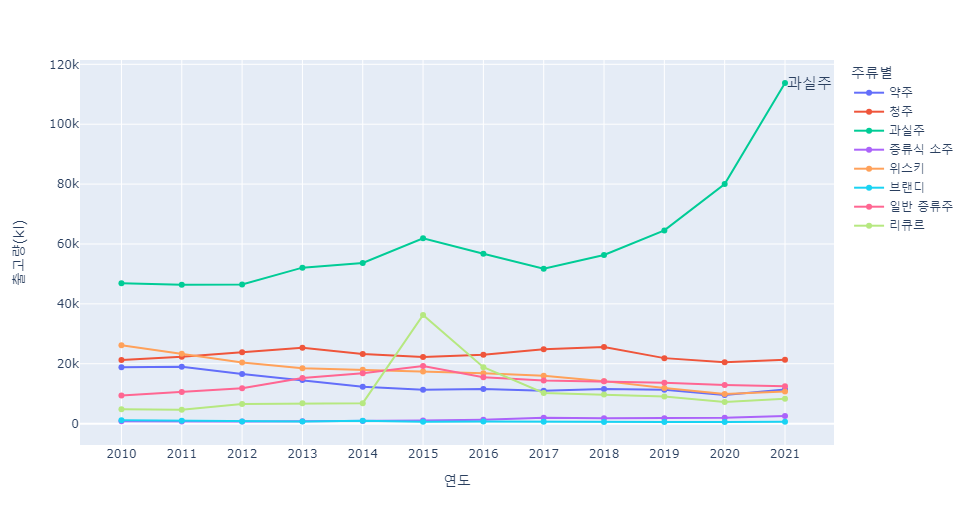 120k
100k
80k
60k
40k
20k
0
출고량(kl)
2010 2011 2012 2013 2014 2015 2016 2017 2018 2019 2020 2021
연도
과실주
주류별
약주
청주
과실주
증류식 소주
위스키
브랜디
일반 증류주
리큐르